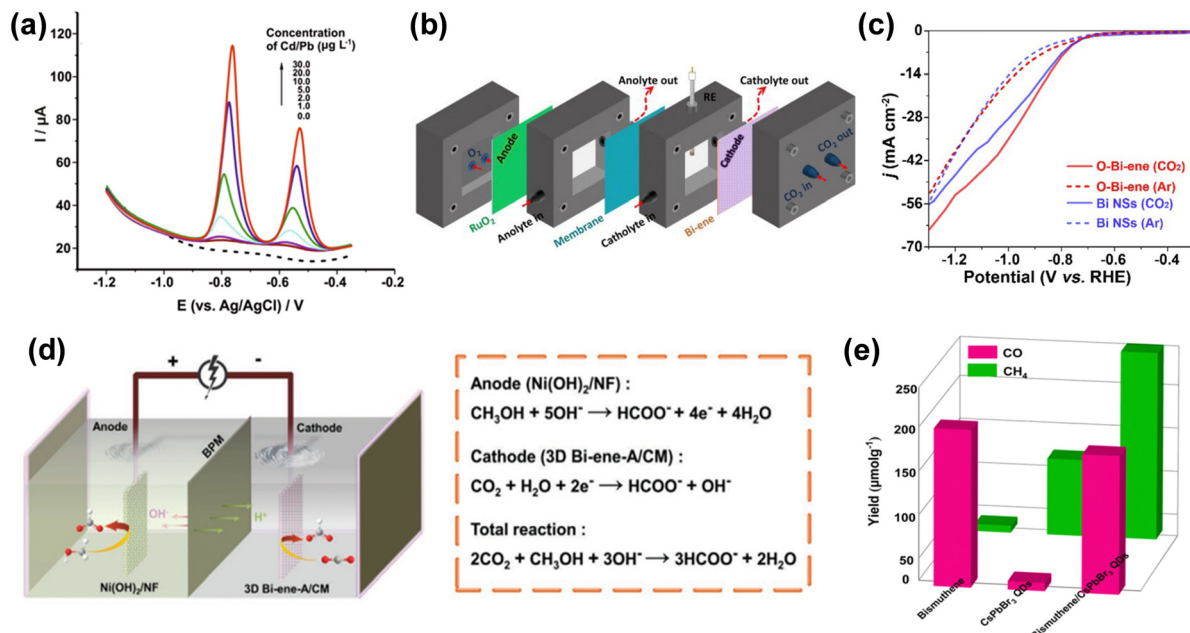 (a)
I / µA
120
100
80
60
40
20
-1.2
-1.0
-0.8
-0.6
-0.4
-0.2
E (vs. Ag/AgCl) / V
Concentration
of Cd/Pb (µg L⁻¹)
30.0
20.0
10.0
5.0
2.0
1.0
0.0
(b)
Anolyte out
Catholyte out
RE
O₂
Anode
Cathode
CO₂ out
CO₂ in
RuO₂
Anolyte in
Membrane
Catholyte in
Bi-ene
(c)
j (mA cm⁻²)
0
-14
-28
-42
-56
-70
O-Bi-ene (CO₂)
O-Bi-ene (Ar)
Bi NSs (CO₂)
Bi NSs (Ar)
-1.2
-1.0
-0.8
-0.6
-0.4
Potential (V vs. RHE)
(d)
+
-
Anode
BPM
Cathode
OH⁻
H⁺
Ni(OH)₂/NF
3D Bi-ene-A/CM
Anode (Ni(OH)₂/NF) :
CH₃OH + 5OH⁻ → HCOO⁻ + 4e⁻ + 4H₂O
Cathode (3D Bi-ene-A/CM) :
CO₂ + H₂O + 2e⁻ → HCOO⁻ + OH⁻
Total reaction :
2CO₂ + CH₃OH + 3OH⁻ → 3HCOO⁻ + 2H₂O
(e)
CO
CH₄
Yield (µmolg⁻¹)
250
200
150
100
50
0
Bismuthene
CsPbBr₃ QDs
Bismuthene/CsPbBr₃ QDs